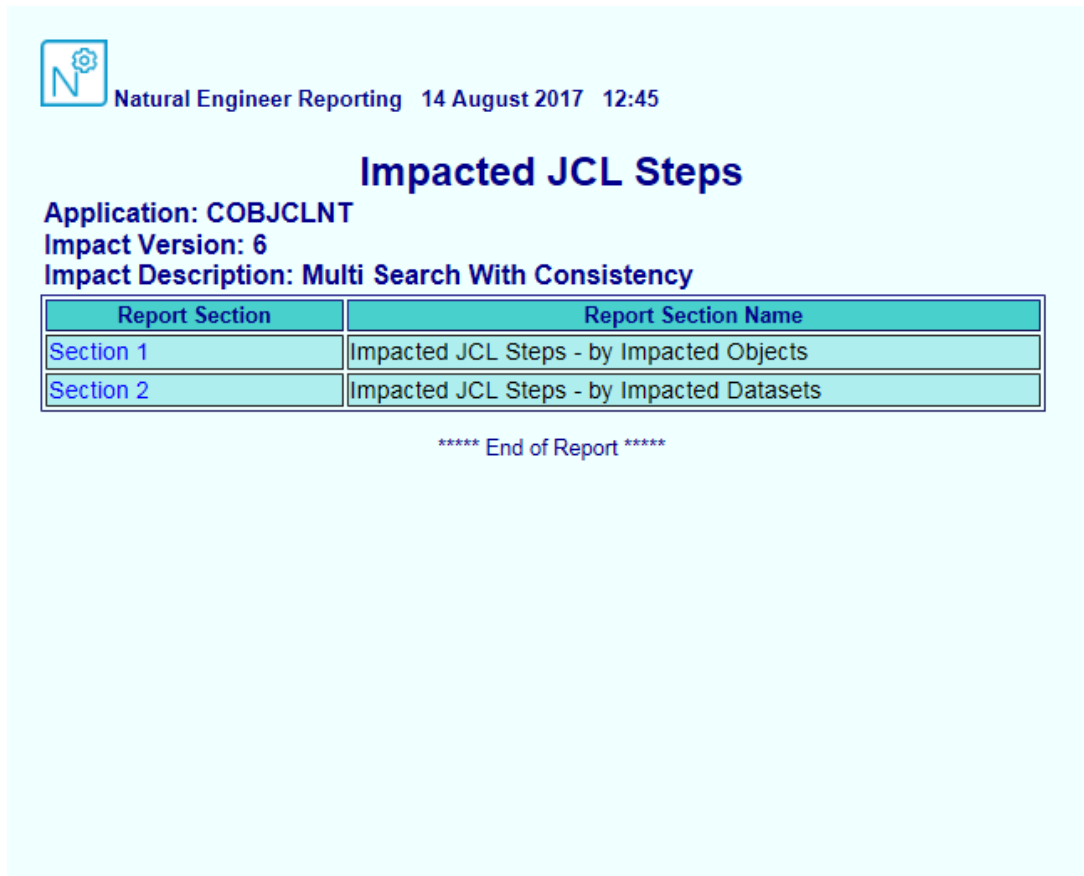 N
Natural Engineer Reporting 14 August 2017 12:45
Impacted JCL Steps
Application: COBJCLNT
Impact Version: 6
Impact Description: Multi Search With Consistency
Report Section Report Section Name
Section 1 Impacted JCL Steps - by Impacted Objects
Section 2 Impacted JCL Steps - by Impacted Datasets
***** End of Report *****